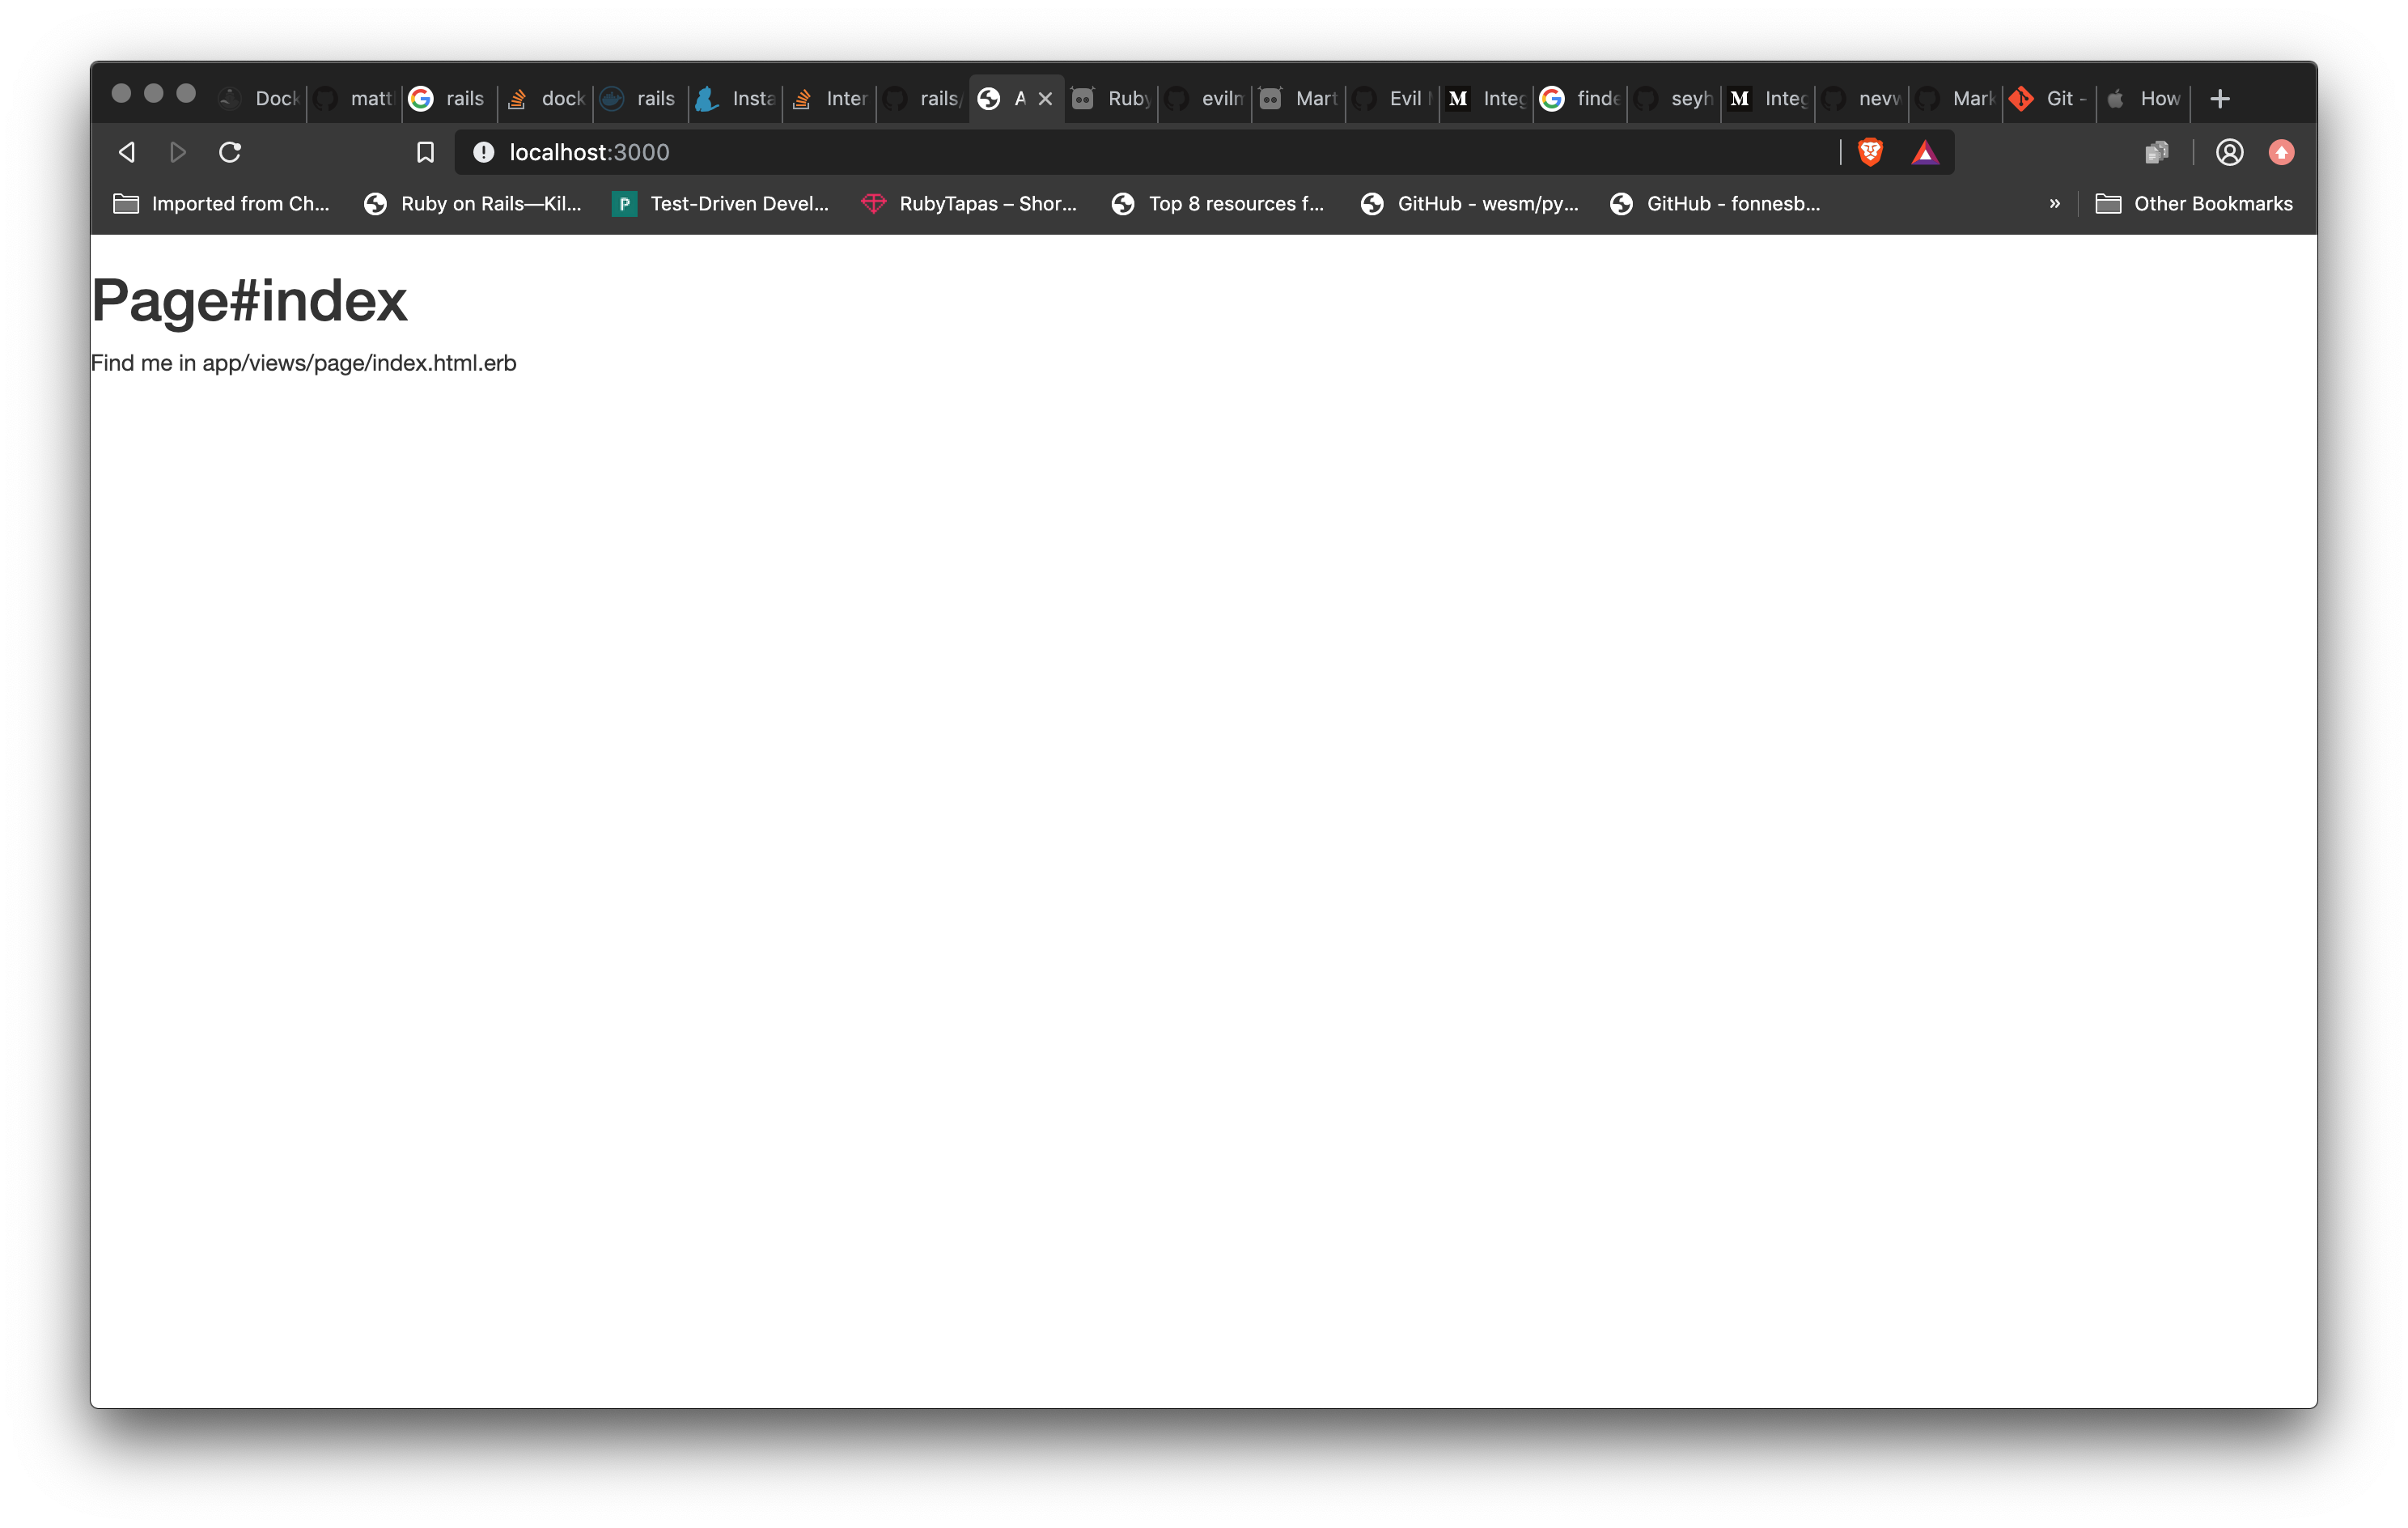 Dock matt rails dock rails Insta Inter rails/ A Ruby evilm Mart Evil M Integ finde seyh M Integ nevw Mark Git - How
localhost:3000
Imported from Ch... Ruby on Rails—Kil... P Test-Driven Devel... RubyTapas – Shor... Top 8 resources f... GitHub - wesm/py... GitHub - fonnesb... » Other Bookmarks
Page#index
Find me in app/views/page/index.html.erb